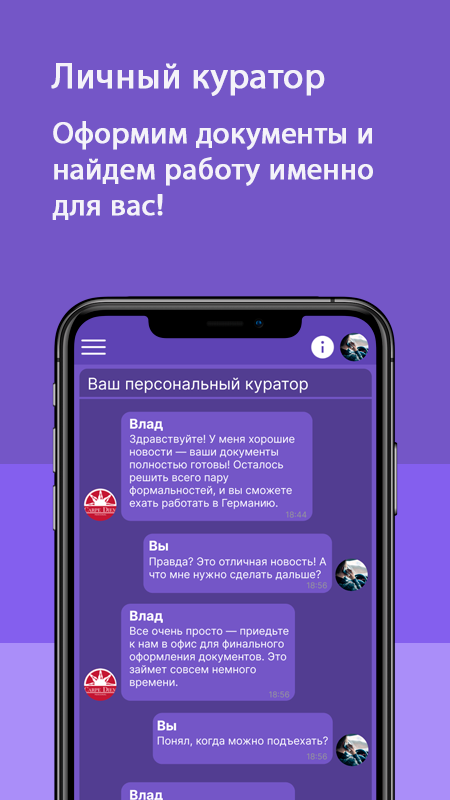 Личный куратор
Оформим документы и
найдем работу именно
для вас!
Ваш персональный куратор
Влад
Здравствуйте! У меня хорошие
новости — ваши документы
полностью готовы! Осталось
решить всего пару
формальностей, и вы сможете
ехать работать в Германию.
18:44
CARPE DIEM
Вы
Правда? Это отличная новость! А
что мне нужно сделать дальше?
18:56
Влад
Все очень просто — приедьте
к нам в офис для финального
оформления документов. Это
займет совсем немного
времени.
18:56
CARPE DIEM
Вы
Понял, когда можно подъехать?
18:56
Влад